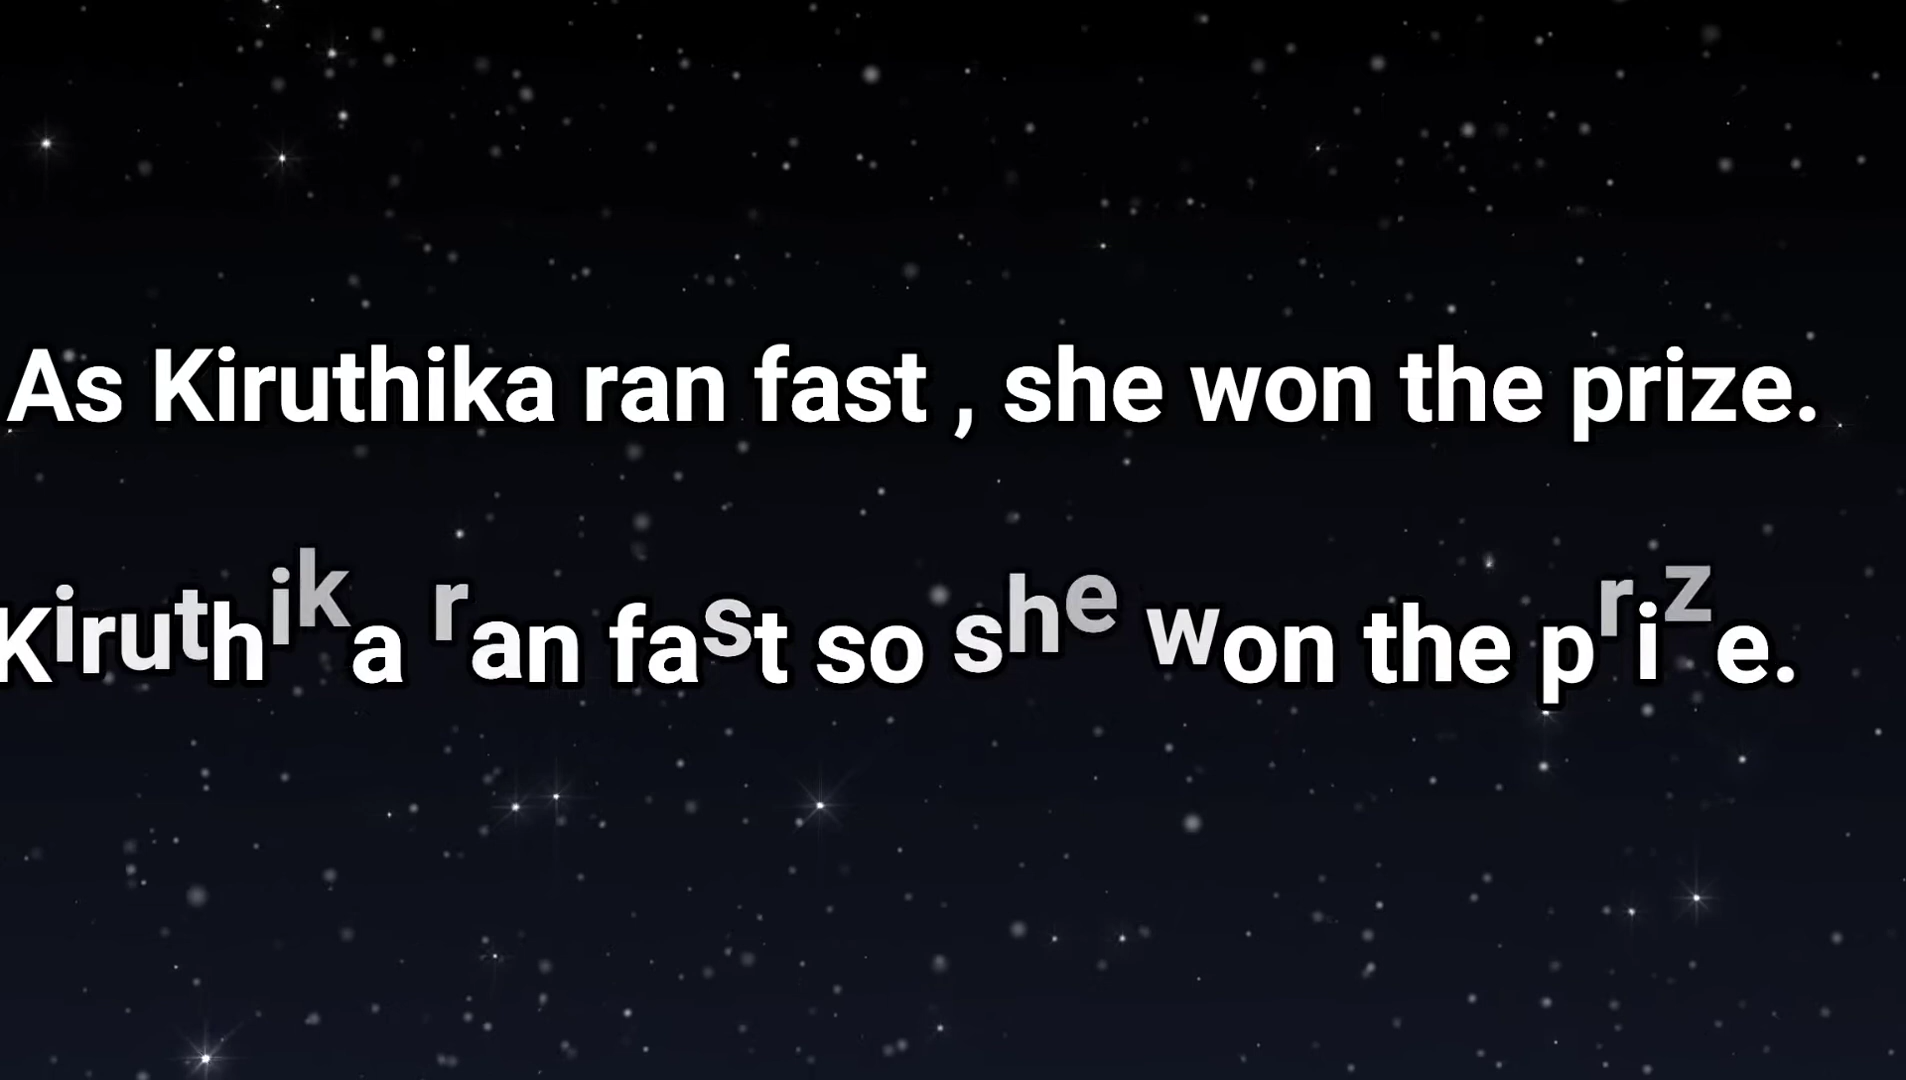 As Kiruthika ran fast , she won the prize.
Kiruthika ran fast so she won the prize.